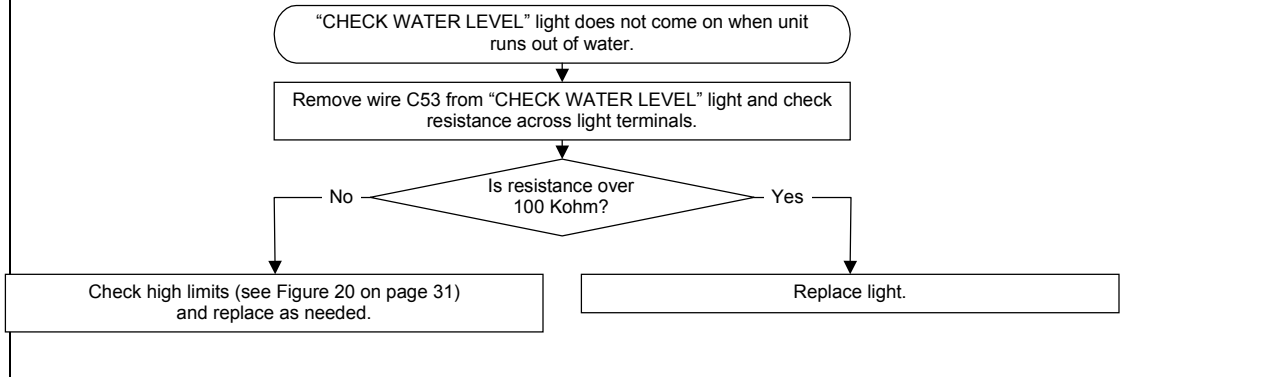 “CHECK WATER LEVEL” light does not come on when unit
runs out of water.
Remove wire C53 from “CHECK WATER LEVEL” light and check
resistance across light terminals.
Is resistance over
100 Kohm?
No
Yes
Check high limits (see Figure 20 on page 31)
and replace as needed.
Replace light.